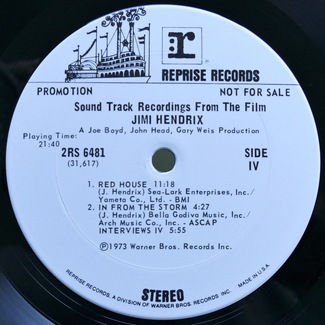 r:
REPRISE RECORDS
PROMOTION NOT FOR SALE
Sound Track Recordings From The Film
JIMI HENDRIX
A Joe Boyd, John Head, Gary Weis Production
Playing Time:
21:40
2RS 6481
(31,617)
SIDE
IV
1. RED HOUSE 11:18
(J. Hendrix) Sea-Lark Enterprises, Inc./
Yameta Co., Ltd. - BMI
2. IN FROM THE STORM 4:27
(J. Hendrix) Bella Godiva Music, Inc./
Arch Music Co., Inc. - ASCAP
INTERVIEWS IV 5:55
℗1973 Warner Bros. Records Inc.
STEREO
REPRISE RECORDS, A DIVISION OF WARNER BROS. RECORDS INC. MADE IN U.S.A.